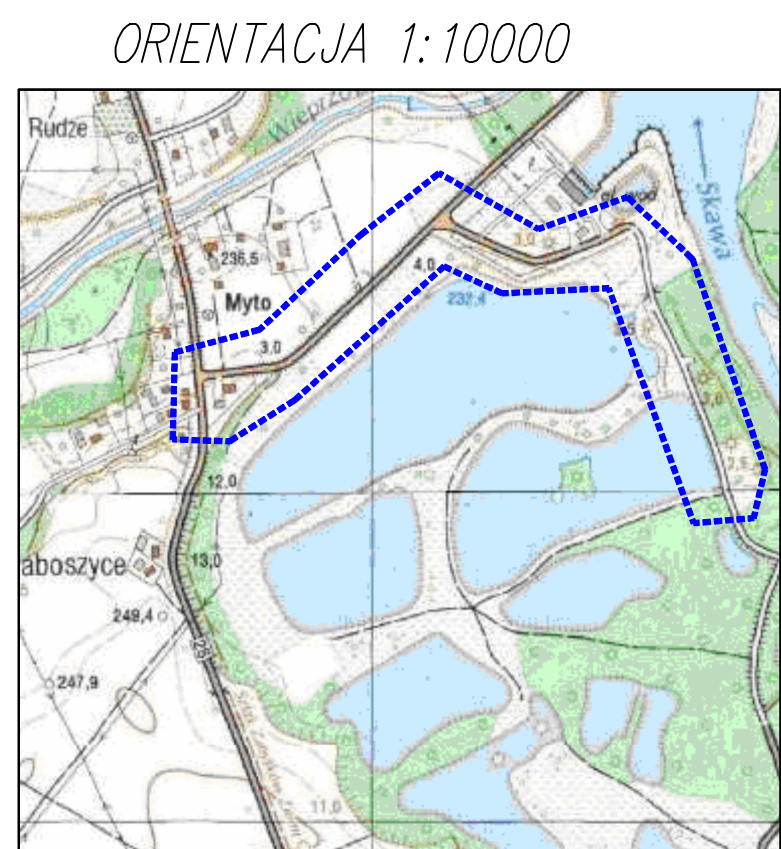 ORIENTACJA 1:10000
Rudze
Wieprzów
Skawa
236,5
3,0
4,0
Myto
232,4
3,0
3,0
2,5
12,0
aboszyce
13,0
249,4
28
247,9
11,0